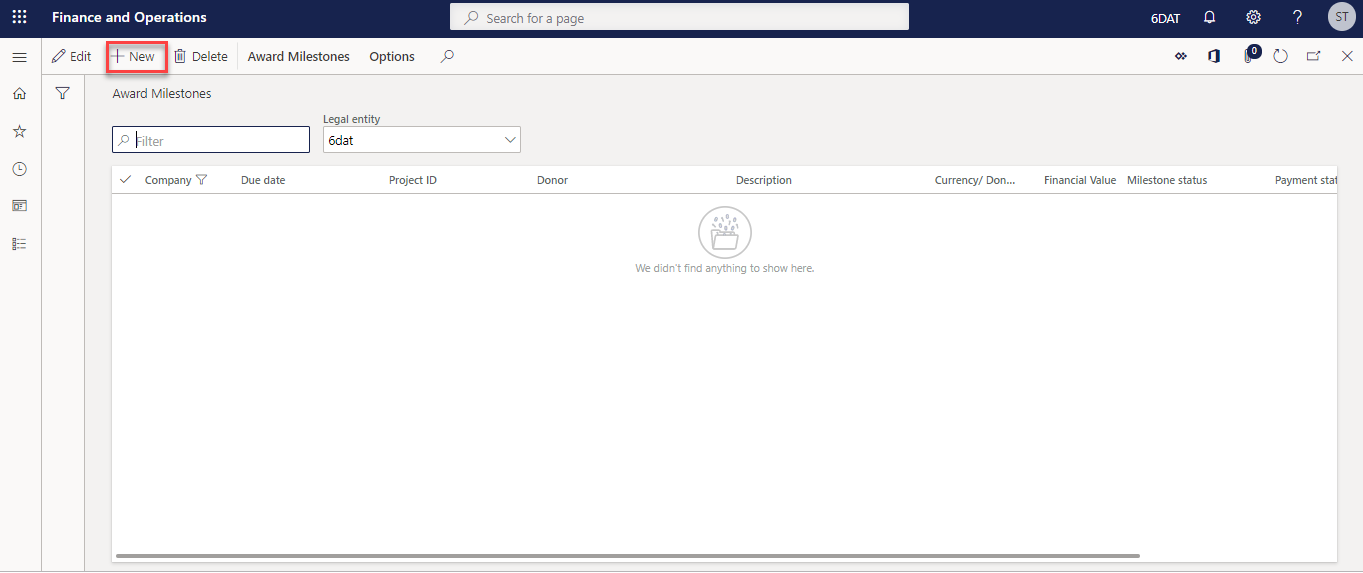 Finance and Operations
Search for a page
6DAT
ST
Edit
New
Delete
Award Milestones
Options
0
Award Milestones
Legal entity
Filter
6dat
Company
Due date
Project ID
Donor
Description
Currency/ Don...
Financial Value
Milestone status
Payment stat
We didn't find anything to show here.